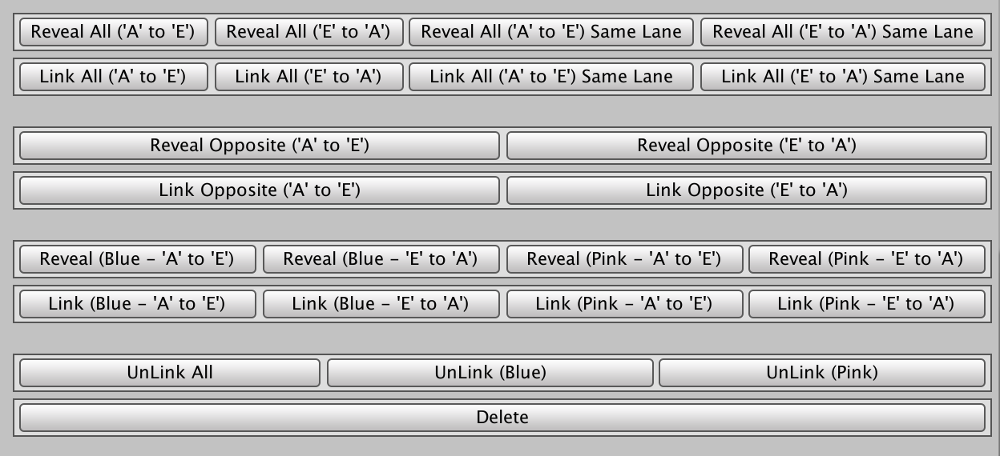 Reveal All ('A' to 'E') Reveal All ('E' to 'A') Reveal All ('A' to 'E') Same Lane Reveal All ('E' to 'A') Same Lane
Link All ('A' to 'E') Link All ('E' to 'A') Link All ('A' to 'E') Same Lane Link All ('E' to 'A') Same Lane
Reveal Opposite ('A' to 'E') Reveal Opposite ('E' to 'A')
Link Opposite ('A' to 'E') Link Opposite ('E' to 'A')
Reveal (Blue - 'A' to 'E') Reveal (Blue - 'E' to 'A') Reveal (Pink - 'A' to 'E') Reveal (Pink - 'E' to 'A')
Link (Blue - 'A' to 'E') Link (Blue - 'E' to 'A') Link (Pink - 'A' to 'E') Link (Pink - 'E' to 'A')
UnLink All UnLink (Blue) UnLink (Pink)
Delete